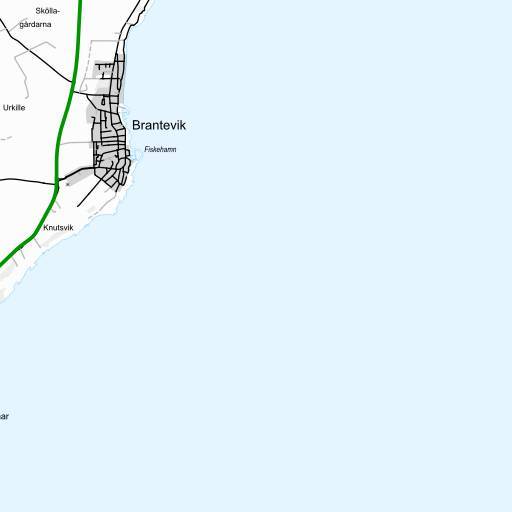 Skölla-
gårdarna
Urkille
Brantevik
Fiskehamn
Knutsvik